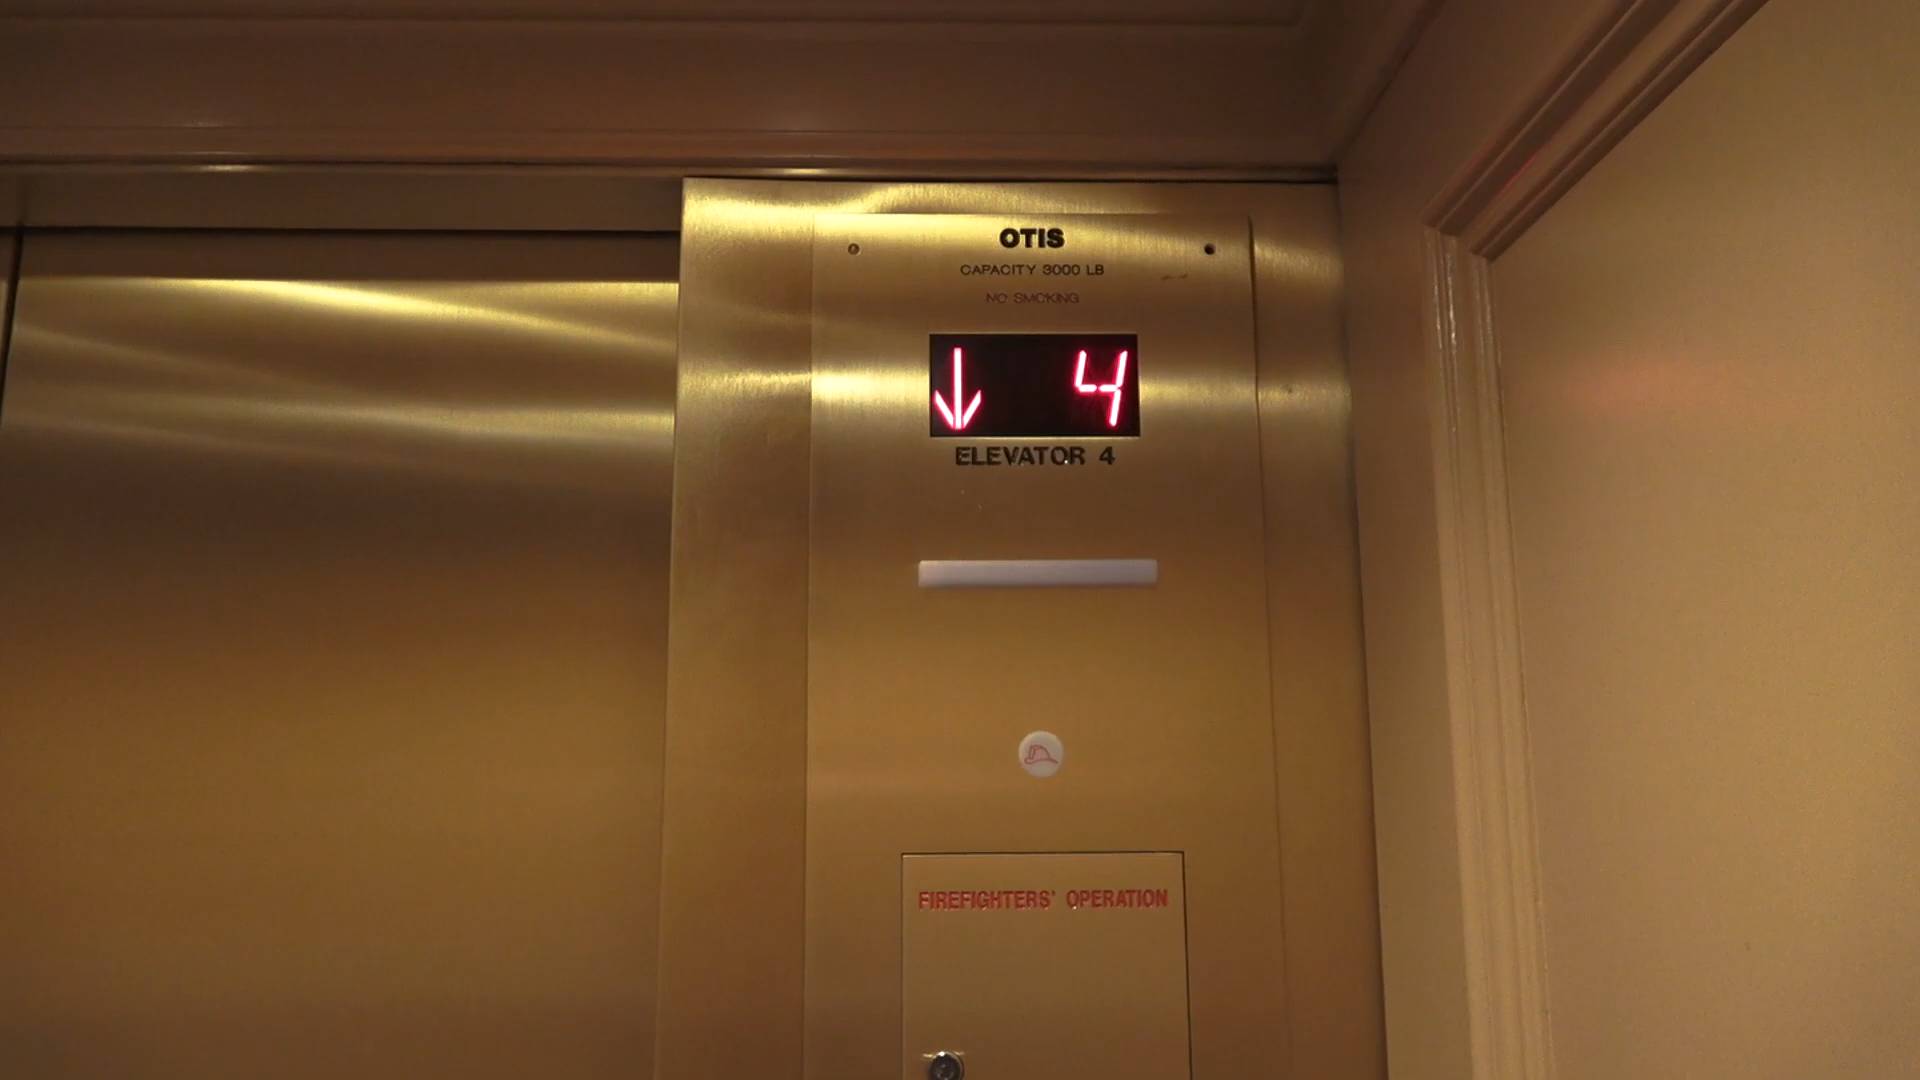 OTIS
CAPACITY 3000 LB
NO SMOKING
↓ 4
ELEVATOR 4
FIREFIGHTERS' OPERATION